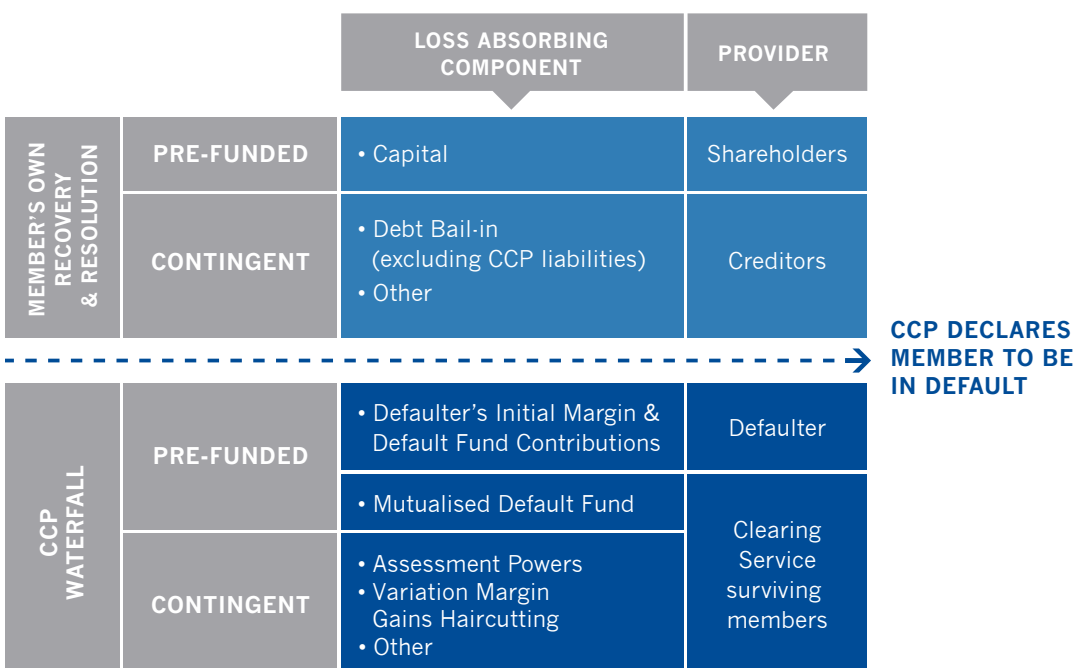 LOSS ABSORBING
COMPONENT
PROVIDER
MEMBER'S OWN
RECOVERY
& RESOLUTION
PRE-FUNDED
• Capital
Shareholders
CONTINGENT
• Debt Bail-in
(excluding CCP liabilities)
• Other
Creditors
CCP DECLARES
MEMBER TO BE
IN DEFAULT
CCP
WATERFALL
PRE-FUNDED
• Defaulter’s Initial Margin &
Default Fund Contributions
Defaulter
• Mutualised Default Fund
Clearing
Service
surviving
members
CONTINGENT
• Assessment Powers
• Variation Margin
Gains Haircutting
• Other